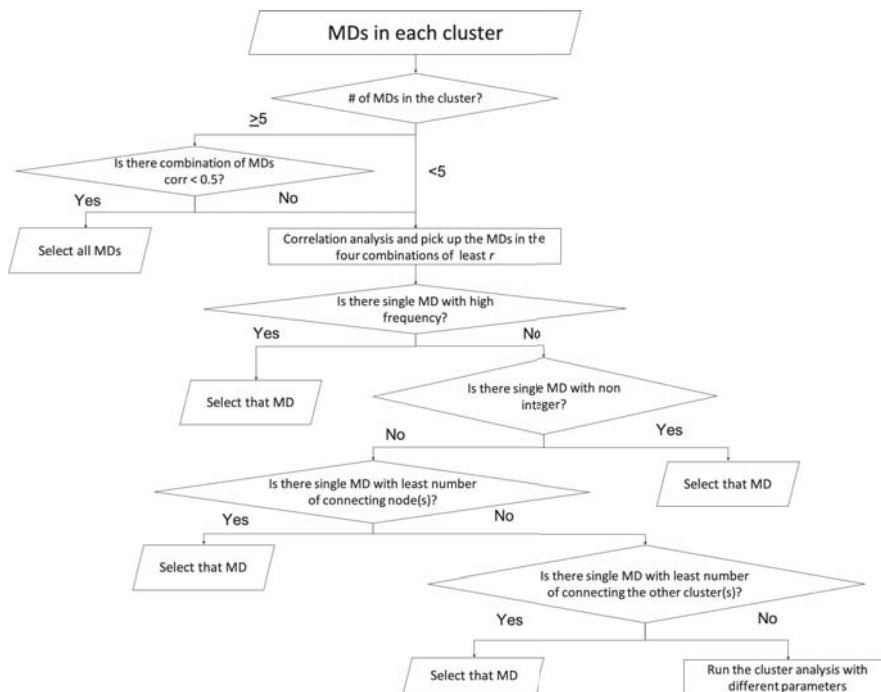 MDs in each cluster
# of MDs in the cluster?
≥5
<5
Is there combination of MDs
corr < 0.5?
Yes
No
Select all MDs
Correlation analysis and pick up the MDs in the
four combinations of least r
Is there single MD with high
frequency?
Yes
No
Select that MD
Is there single MD with non
integer?
No
Yes
Select that MD
Is there single MD with least number
of connecting node(s)?
Yes
No
Select that MD
Is there single MD with least number
of connecting the other cluster(s)?
Yes
No
Select that MD
Run the cluster analysis with
different parameters